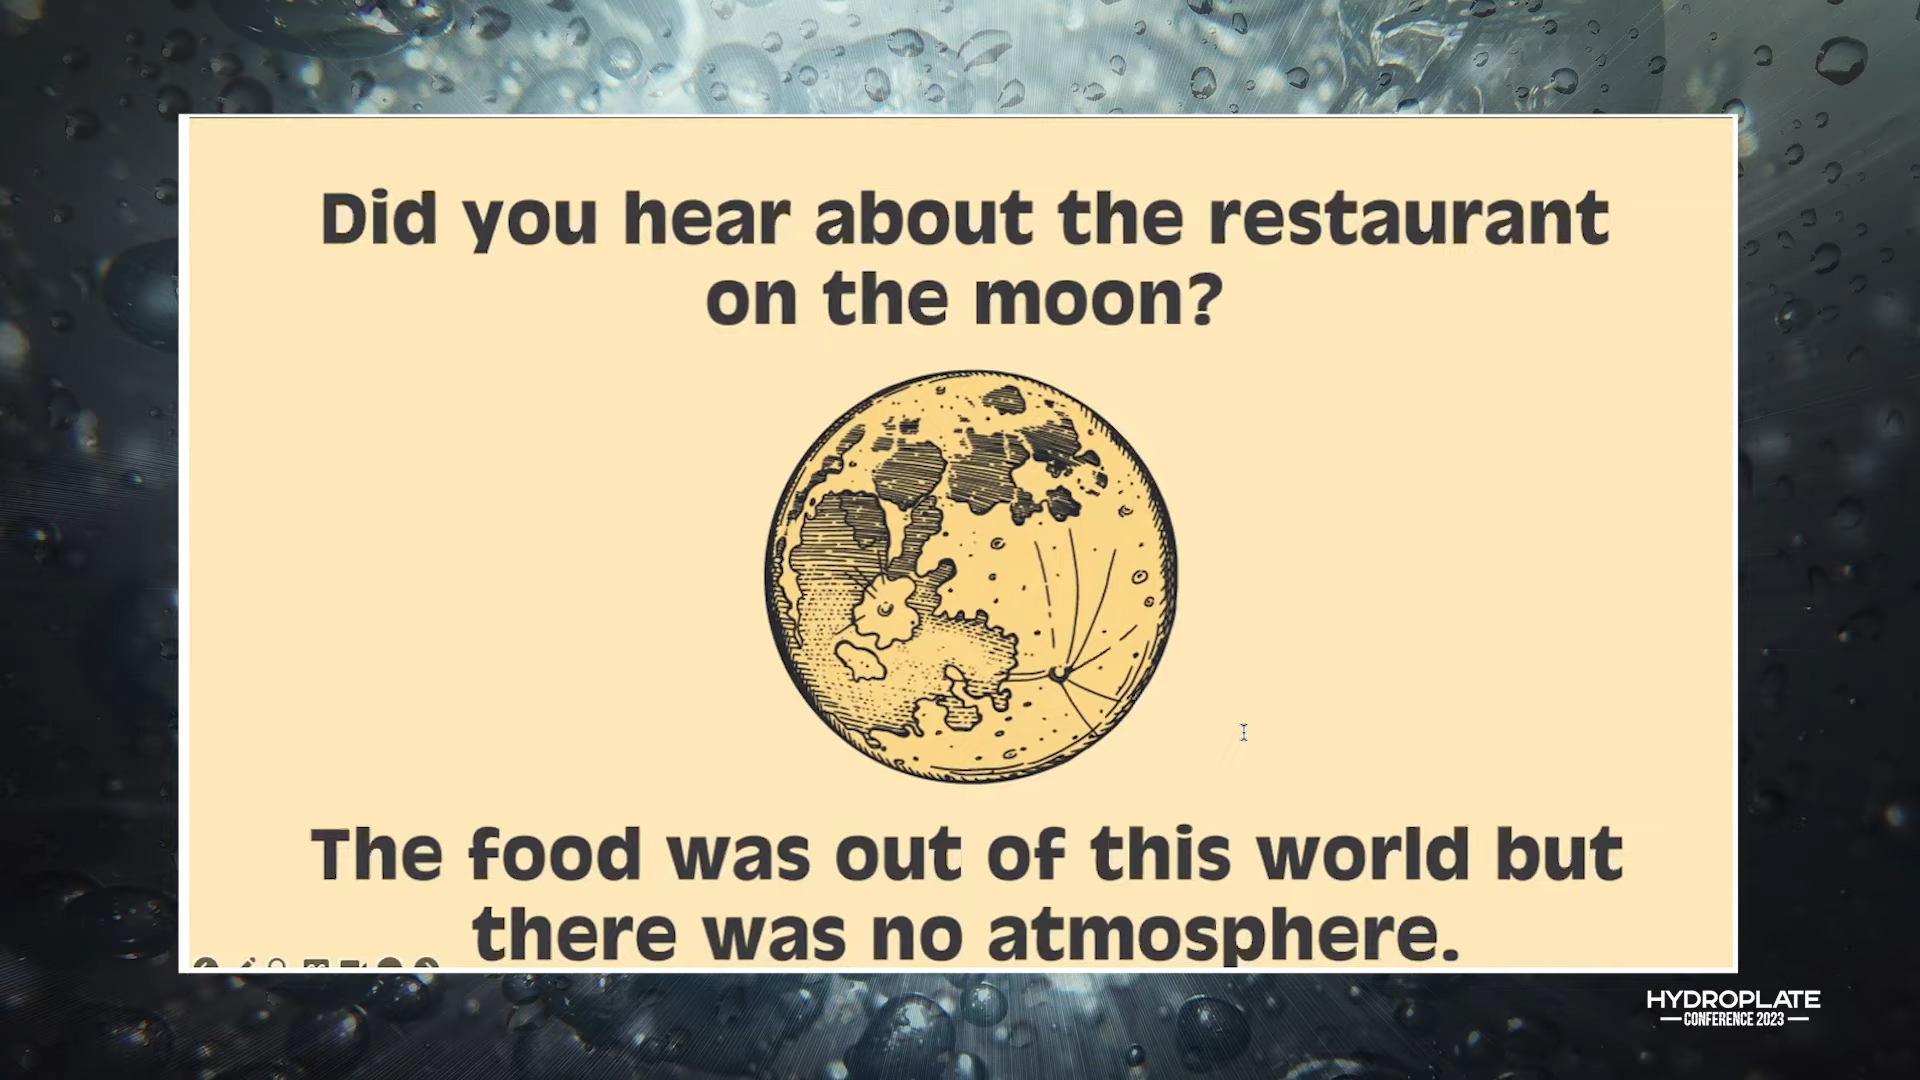 Did you hear about the restaurant
on the moon?
The food was out of this world but
there was no atmosphere.
HYDROPLATE
CONFERENCE 2023